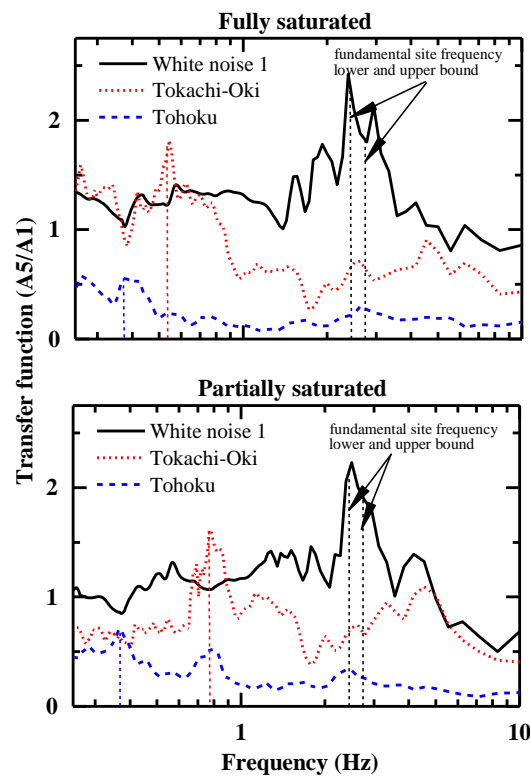 Fully saturated
White noise 1
Tokachi-Oki
Tohoku
fundamental site frequency
lower and upper bound
2
1
0
Transfer function (A5/A1)
Partially saturated
White noise 1
Tokachi-Oki
Tohoku
fundamental site frequency
lower and upper bound
2
1
0
1
10
Frequency (Hz)